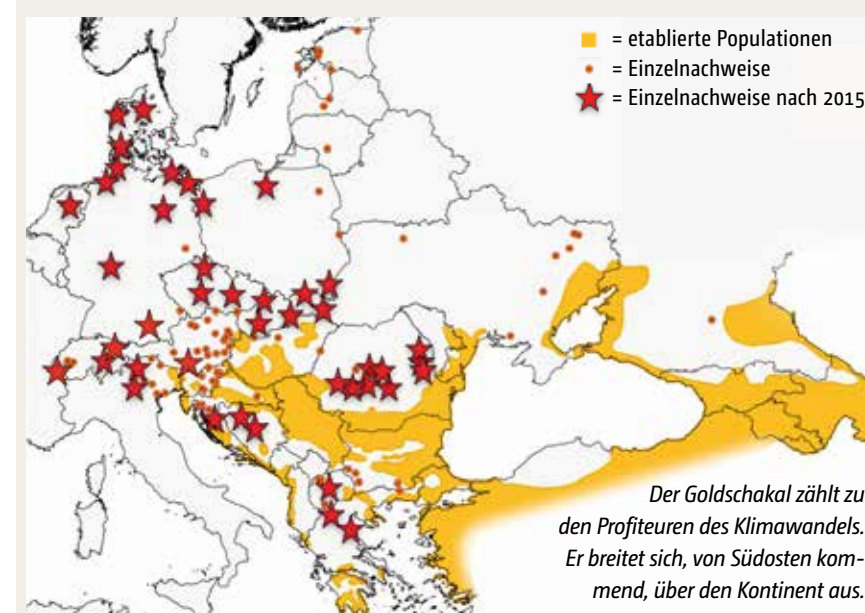 = etablierte Populationen
= Einzelnachweise
= Einzelnachweise nach 2015
Der Goldschakal zählt zu
den Profiteuren des Klimawandels.
Er breitet sich, von Südosten kom-
mend, über den Kontinent aus.